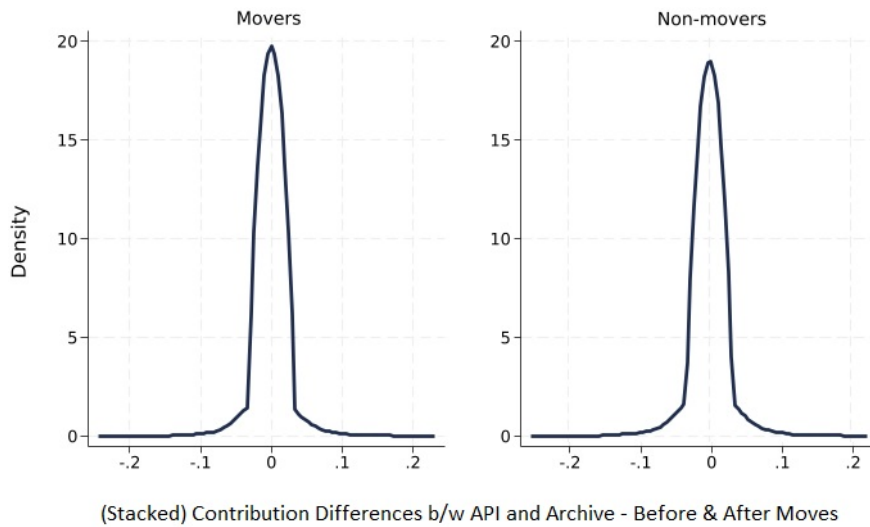 Movers
Non-movers
20
15
10
5
0
Density
-.2 -.1 0 .1 .2
20
15
10
5
0
-.2 -.1 0 .1 .2
(Stacked) Contribution Differences b/w API and Archive - Before & After Moves